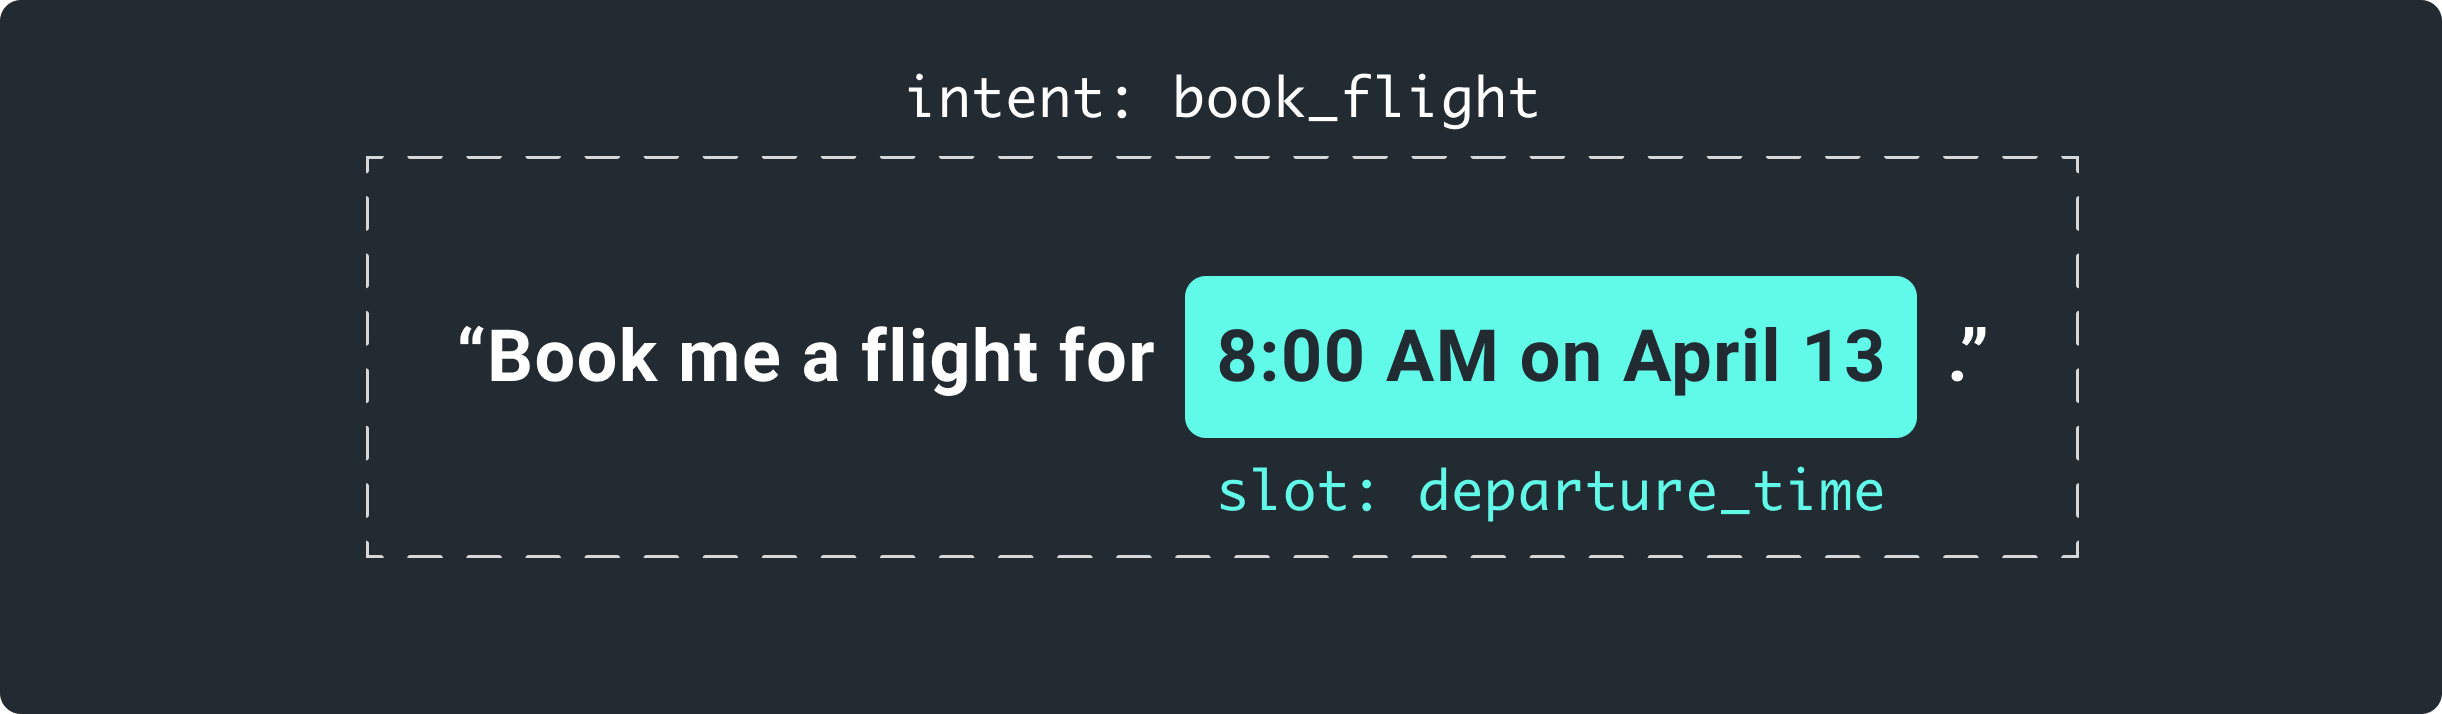 intent: book_flight
“Book me a flight for 8:00 AM on April 13 .”
slot: departure_time